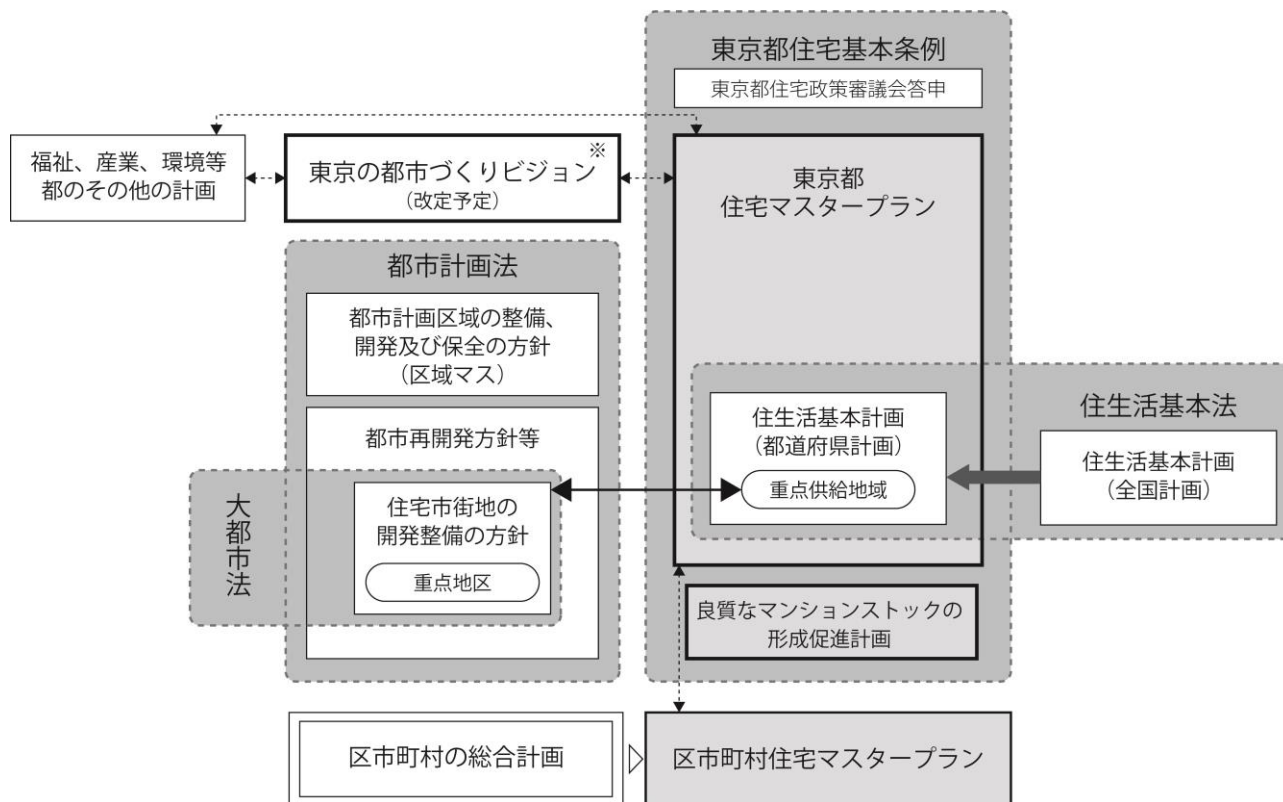 東京都住宅基本条例
東京都住宅政策審議会答申
福祉、産業、環境等
都のその他の計画
東京の都市づくりビジョン※
(改定予定)
東京都
住宅マスタープラン
都市計画法
都市計画区域の整備、
開発及び保全の方針
(区域マス)
都市再開発方針等
大都市法
住宅市街地の
開発整備の方針
重点地区
住生活基本計画
(都道府県計画)
重点供給地域
住生活基本法
住生活基本計画
(全国計画)
良質なマンションストックの
形成促進計画
区市町村の総合計画
区市町村住宅マスタープラン